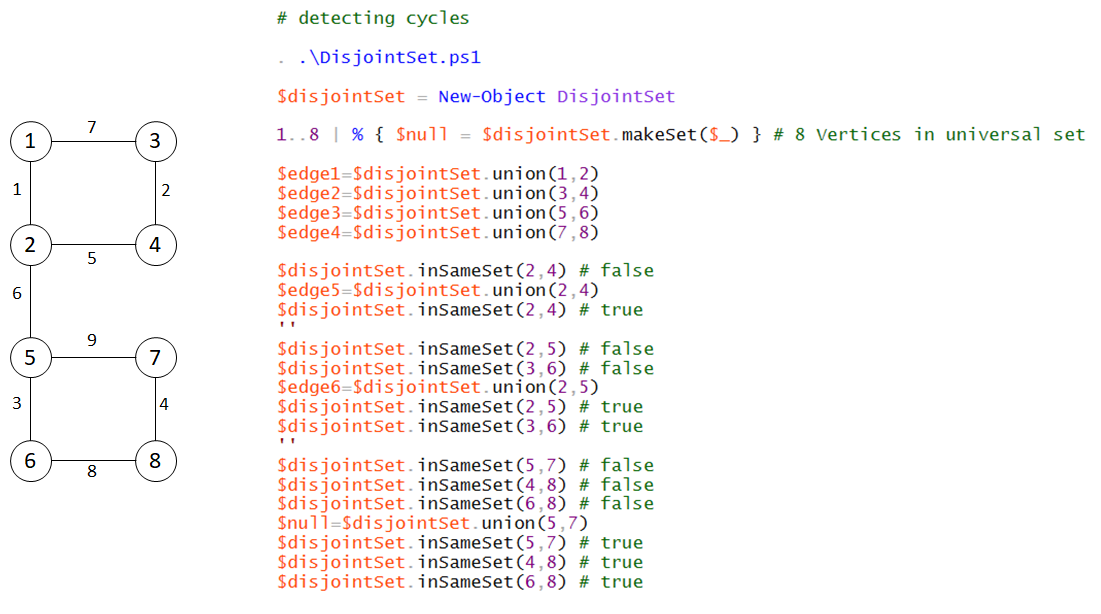 # detecting cycles
. .\DisjointSet.ps1
$disjointSet = New-Object DisjointSet
1..8 | % { $null = $disjointSet.makeSet($_) } # 8 Vertices in universal set
$edge1=$disjointSet.union(1,2)
$edge2=$disjointSet.union(3,4)
$edge3=$disjointSet.union(5,6)
$edge4=$disjointSet.union(7,8)
$disjointSet.inSameSet(2,4) # false
$edge5=$disjointSet.union(2,4)
$disjointSet.inSameSet(2,4) # true
''
$disjointSet.inSameSet(2,5) # false
$disjointSet.inSameSet(3,6) # false
$edge6=$disjointSet.union(2,5)
$disjointSet.inSameSet(2,5) # true
$disjointSet.inSameSet(3,6) # true
''
$disjointSet.inSameSet(5,7) # false
$disjointSet.inSameSet(4,8) # false
$disjointSet.inSameSet(6,8) # false
$null=$disjointSet.union(5,7)
$disjointSet.inSameSet(5,7) # true
$disjointSet.inSameSet(4,8) # true
$disjointSet.inSameSet(6,8) # true
1 7 3
1 2
2 5 4
6
5 9 7
3 4
6 8 8